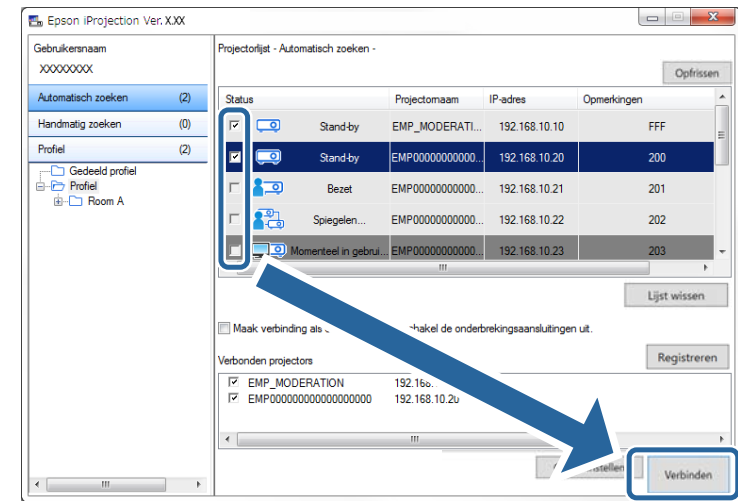 Epson iProjection Ver. X.XX
Gebruikersnaam
XXXXXXXX
Automatisch zoeken (2)
Handmatig zoeken (0)
Profiel (2)
Gedeeld profiel
Profiel
Room A
Projectorlijst - Automatisch zoeken -
Opfrissen
Status Projectornaam IP-adres Opmerkingen
Stand-by EMP_MODERATI... 192.168.10.10 FFF
Stand-by EMP00000000000... 192.168.10.20 200
Bezet EMP00000000000... 192.168.10.21 201
Spiegelen... EMP00000000000... 192.168.10.22 202
Momenteel in gebrui... EMP00000000000... 192.168.10.23 203
Lijst wissen
Maak verbinding als de onderbrekingsaansluitingen uit.
Verbonden projectors
Registreren
EMP_MODERATION 192.168.
EMP000000000000000000 192.168.10.20
Verbinden